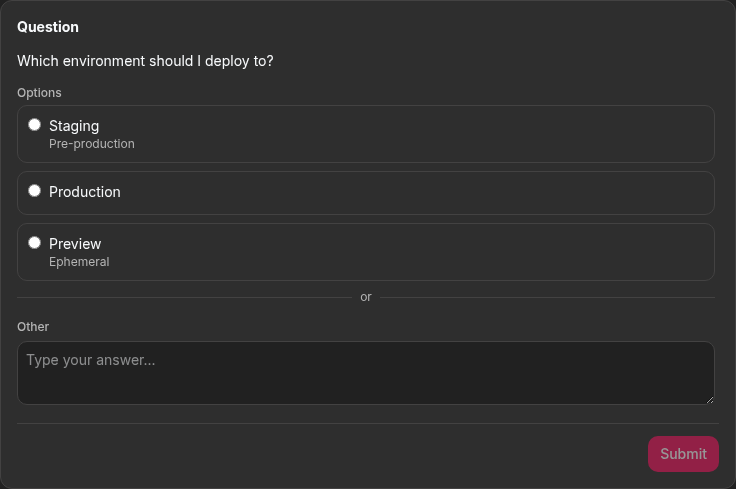 Question
Which environment should I deploy to?
Options
Staging
Pre-production
Production
Preview
Ephemeral
or
Other
Type your answer...
Submit